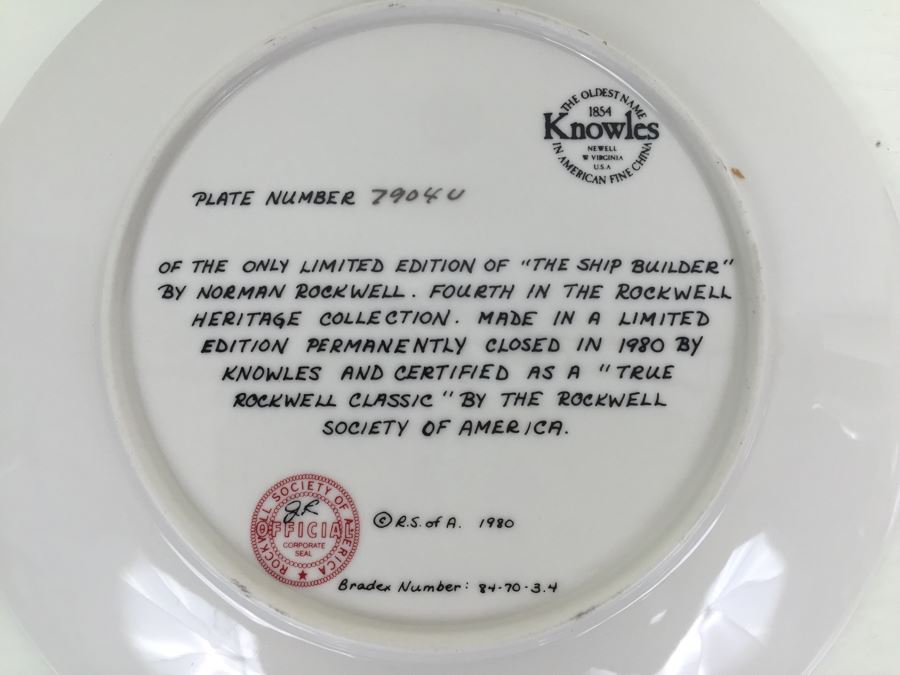 THE OLDEST NAME
1854
Knowles
NEWELL
W VIRGINIA
U.S.A
IN AMERICAN FINE CHINA
PLATE NUMBER 7904U
OF THE ONLY LIMITED EDITION OF "THE SHIP BUILDER"
BY NORMAN ROCKWELL. FOURTH IN THE ROCKWELL
HERITAGE COLLECTION. MADE IN A LIMITED
EDITION PERMANENTLY CLOSED IN 1980 BY
KNOWLES AND CERTIFIED AS A "TRUE
ROCKWELL CLASSIC" BY THE ROCKWELL
SOCIETY OF AMERICA.
ROCKWELL SOCIETY OF AMERICA
JR
OFFICIAL
CORPORATE
SEAL
© R.S. of A. 1980
Bradex Number: 84-70-3.4